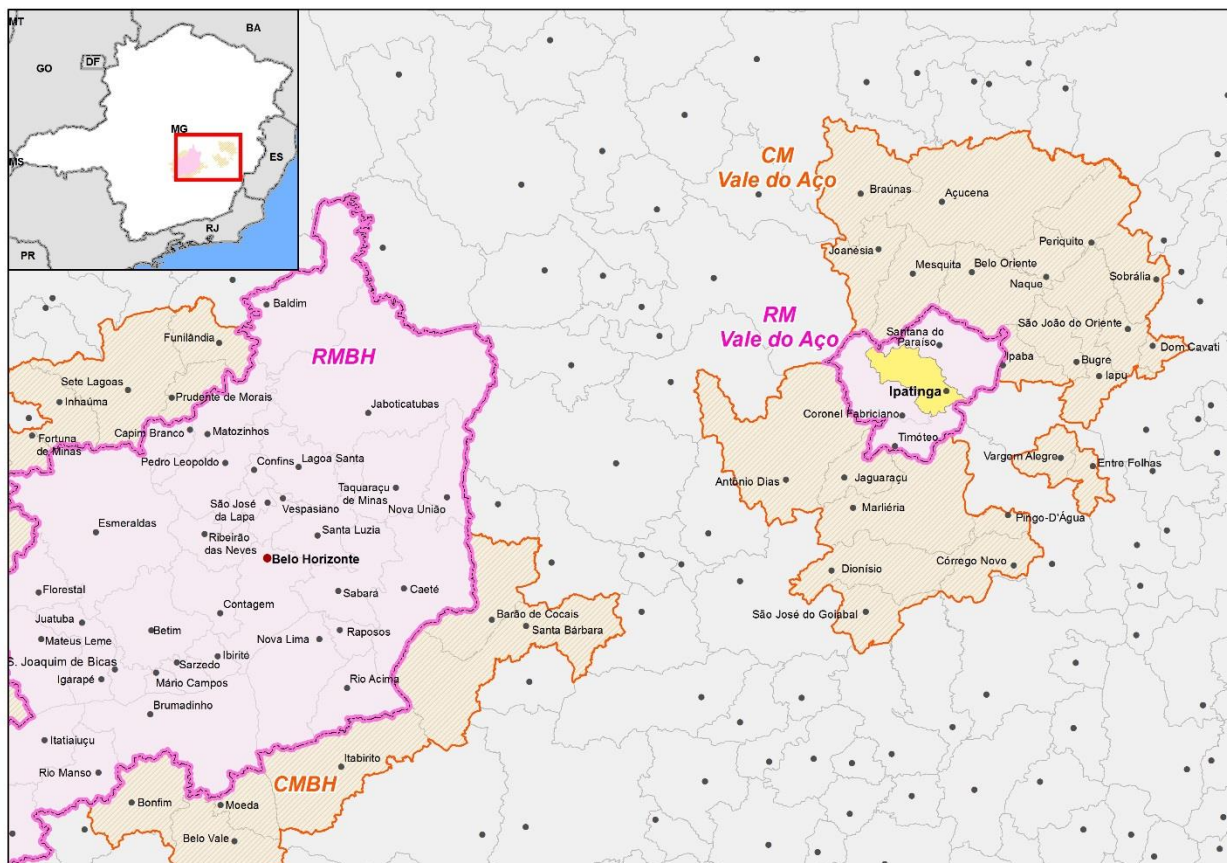 MT
BA
GO
DF
MG
MS
ES
RJ
PR
CM
Vale do Aço
Braúnas
Açucena
Joanésia
Periquito
Mesquita
Belo Oriente
Naque
Sobrália
RM
Vale do Aço
São João do Oriente
Santana do
Paraíso
Dom Cavati
Ipaba
Bugre
Iapu
Ipatinga
Coronel Fabriciano
Timóteo
Vargom Alegre
Entre Folhas
Antônio Dias
Jaguaraçu
Marliéria
Pingo-D'Água
Dionísio
Córrego Novo
São José do Goiabal
Baldim
RMBH
Funilândia
Sete Lagoas
Inhaúma
Prudente de Morais
Jaboticatubas
Capim Branco
Matozinhos
Fortuna
de Minas
Pedro Leopoldo
Confins
Lagoa Santa
Taquaraçu
de Minas
Nova União
São José
da Lapa
Vespasiano
Esmeraldas
Ribeirão
das Neves
Santa Luzia
Belo Horizonte
Florestal
Contagem
Sabará
Caeté
Juatuba
Betim
Mateus Leme
Nova Lima
Raposos
Barão de Cocais
Santa Bárbara
S. Joaquim de Bicas
Sarzedo
Ibirité
Igarapé
Mário Campos
Rio Acima
Brumadinho
Itatiaiuçu
Rio Manso
Itabirito
CMBH
Bonfim
Moeda
Belo Vale